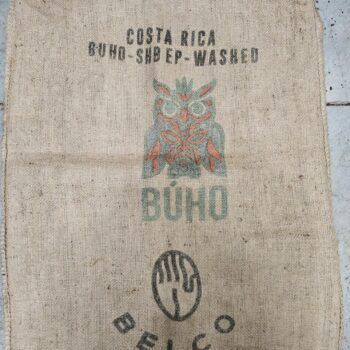 COSTA RICA
BUHO-SHB EP-WASHED
BÚHO
BELCO